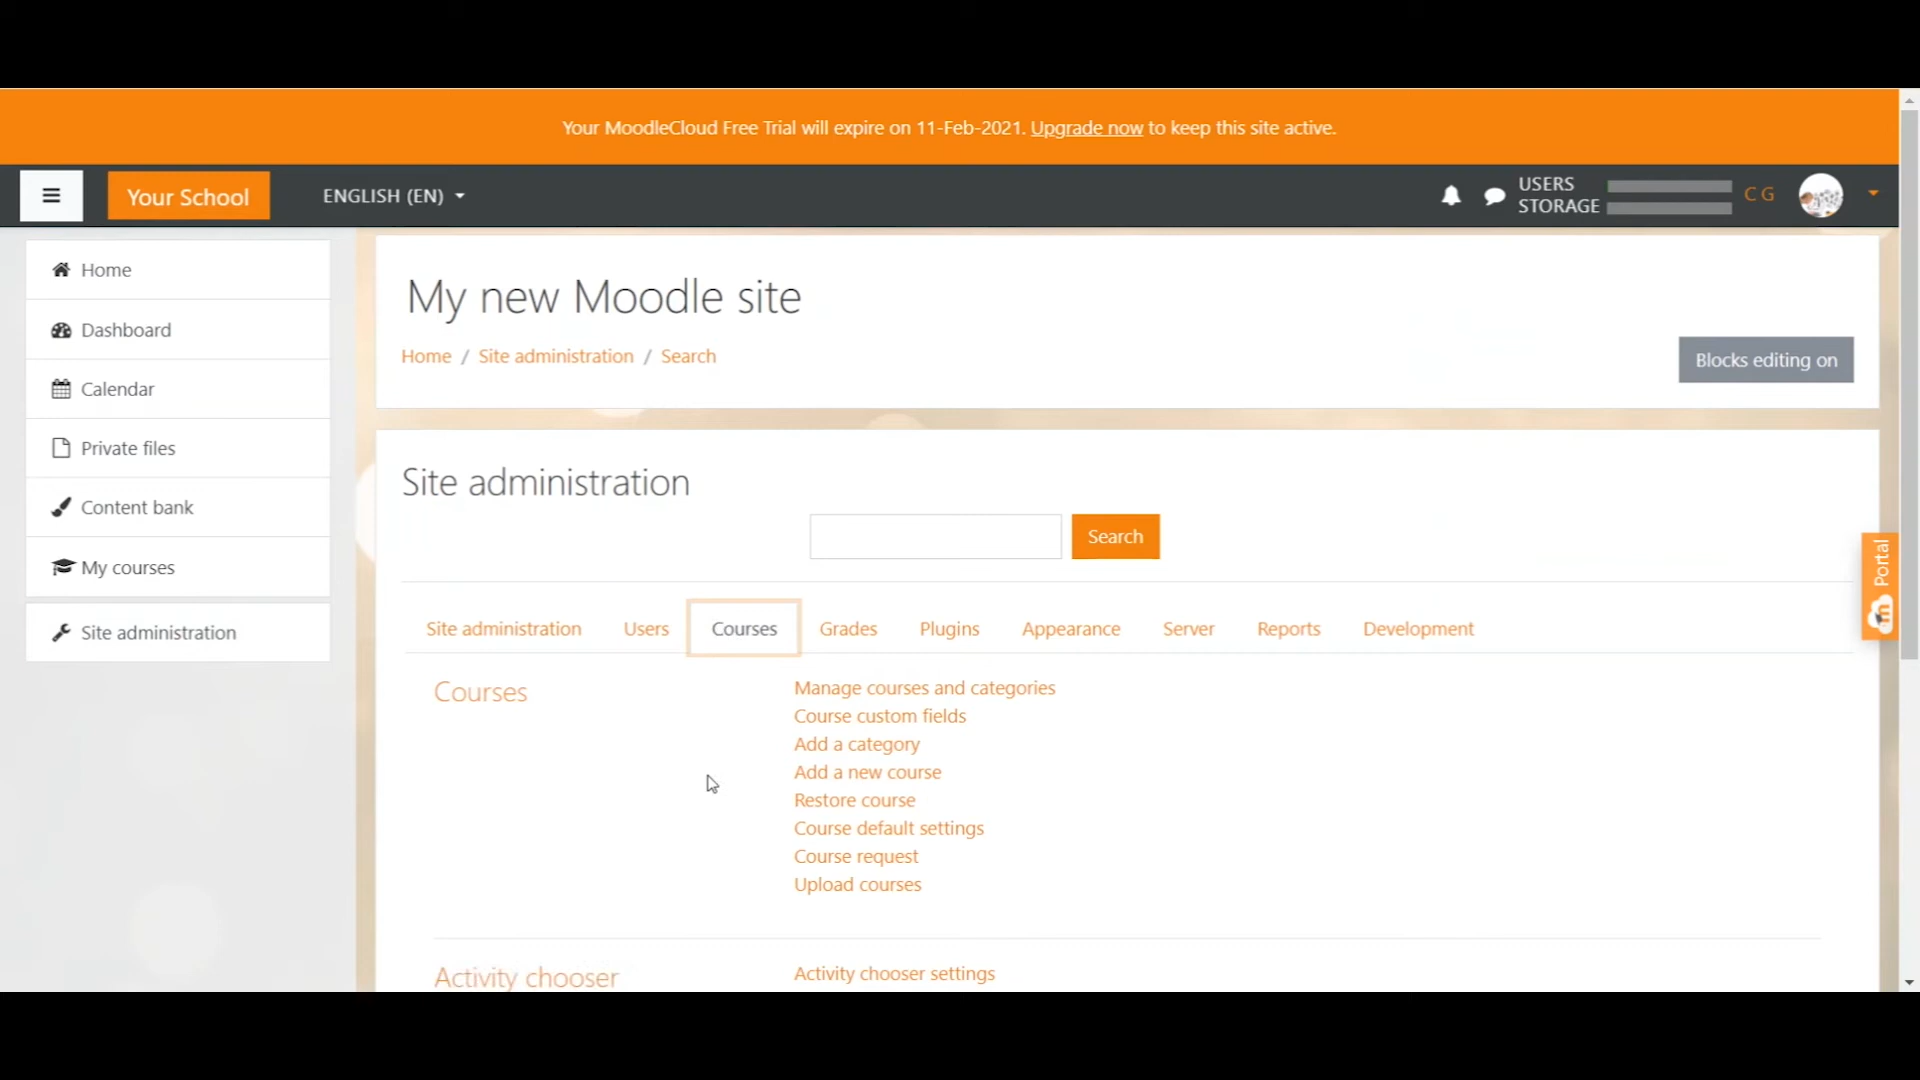 Your MoodleCloud Free Trial will expire on 11-Feb-2021. Upgrade now to keep this site active.
Your School
ENGLISH (EN)
USERS
STORAGE
C G
Home
Dashboard
Calendar
Private files
Content bank
My courses
Site administration
My new Moodle site
Home / Site administration / Search
Blocks editing on
Site administration
Search
Portal
Site administration Users Courses Grades Plugins Appearance Server Reports Development
Courses
Manage courses and categories
Course custom fields
Add a category
Add a new course
Restore course
Course default settings
Course request
Upload courses
Activity chooser
Activity chooser settings